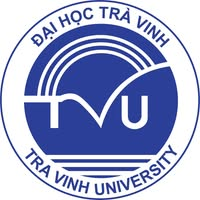 ĐẠI HỌC TRÀ VINH
TVU
TRA VINH UNIVERSITY